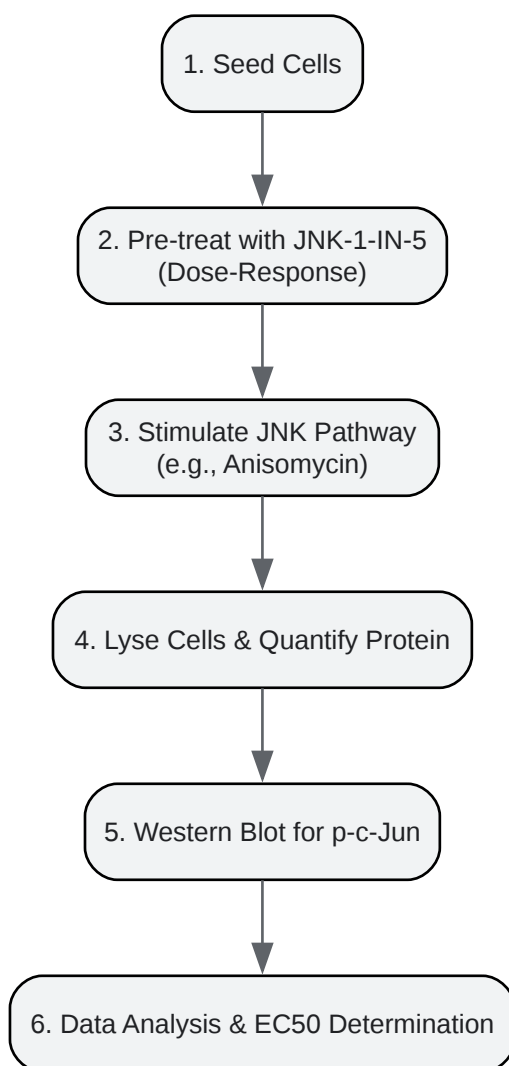 1. Seed Cells
2. Pre-treat with JNK-1-IN-5
(Dose-Response)
3. Stimulate JNK Pathway
(e.g., Anisomycin)
4. Lyse Cells & Quantify Protein
5. Western Blot for p-c-Jun
6. Data Analysis & EC50 Determination